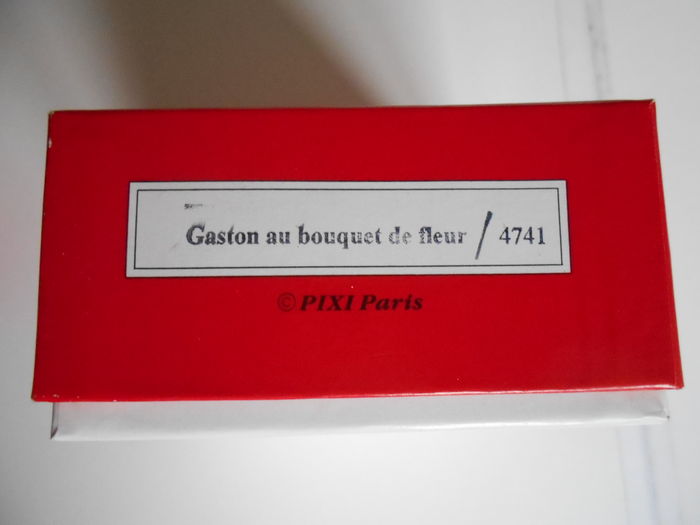 Gaston au bouquet de fleur / 4741
© PIXI Paris